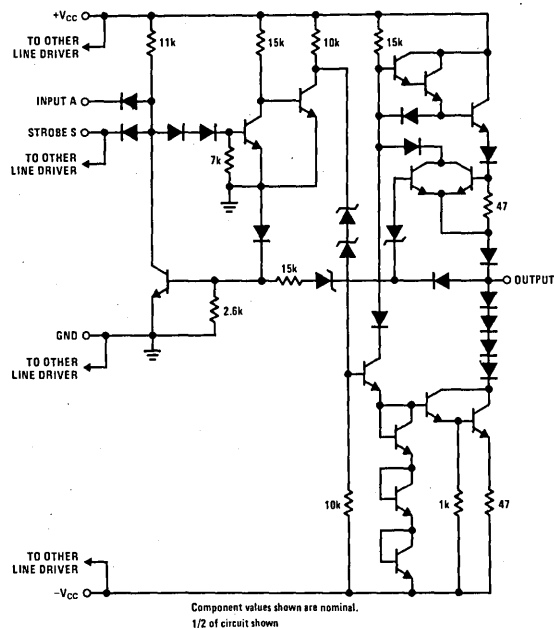 +VCC
11k
15k
10k
15k
TO OTHER
LINE DRIVER
INPUT A
STROBE S
TO OTHER
LINE DRIVER
7k
47
15k
OUTPUT
2.6k
GND
TO OTHER
LINE DRIVER
10k
1k
47
TO OTHER
LINE DRIVER
-VCC
Component values shown are nominal.
1/2 of circuit shown